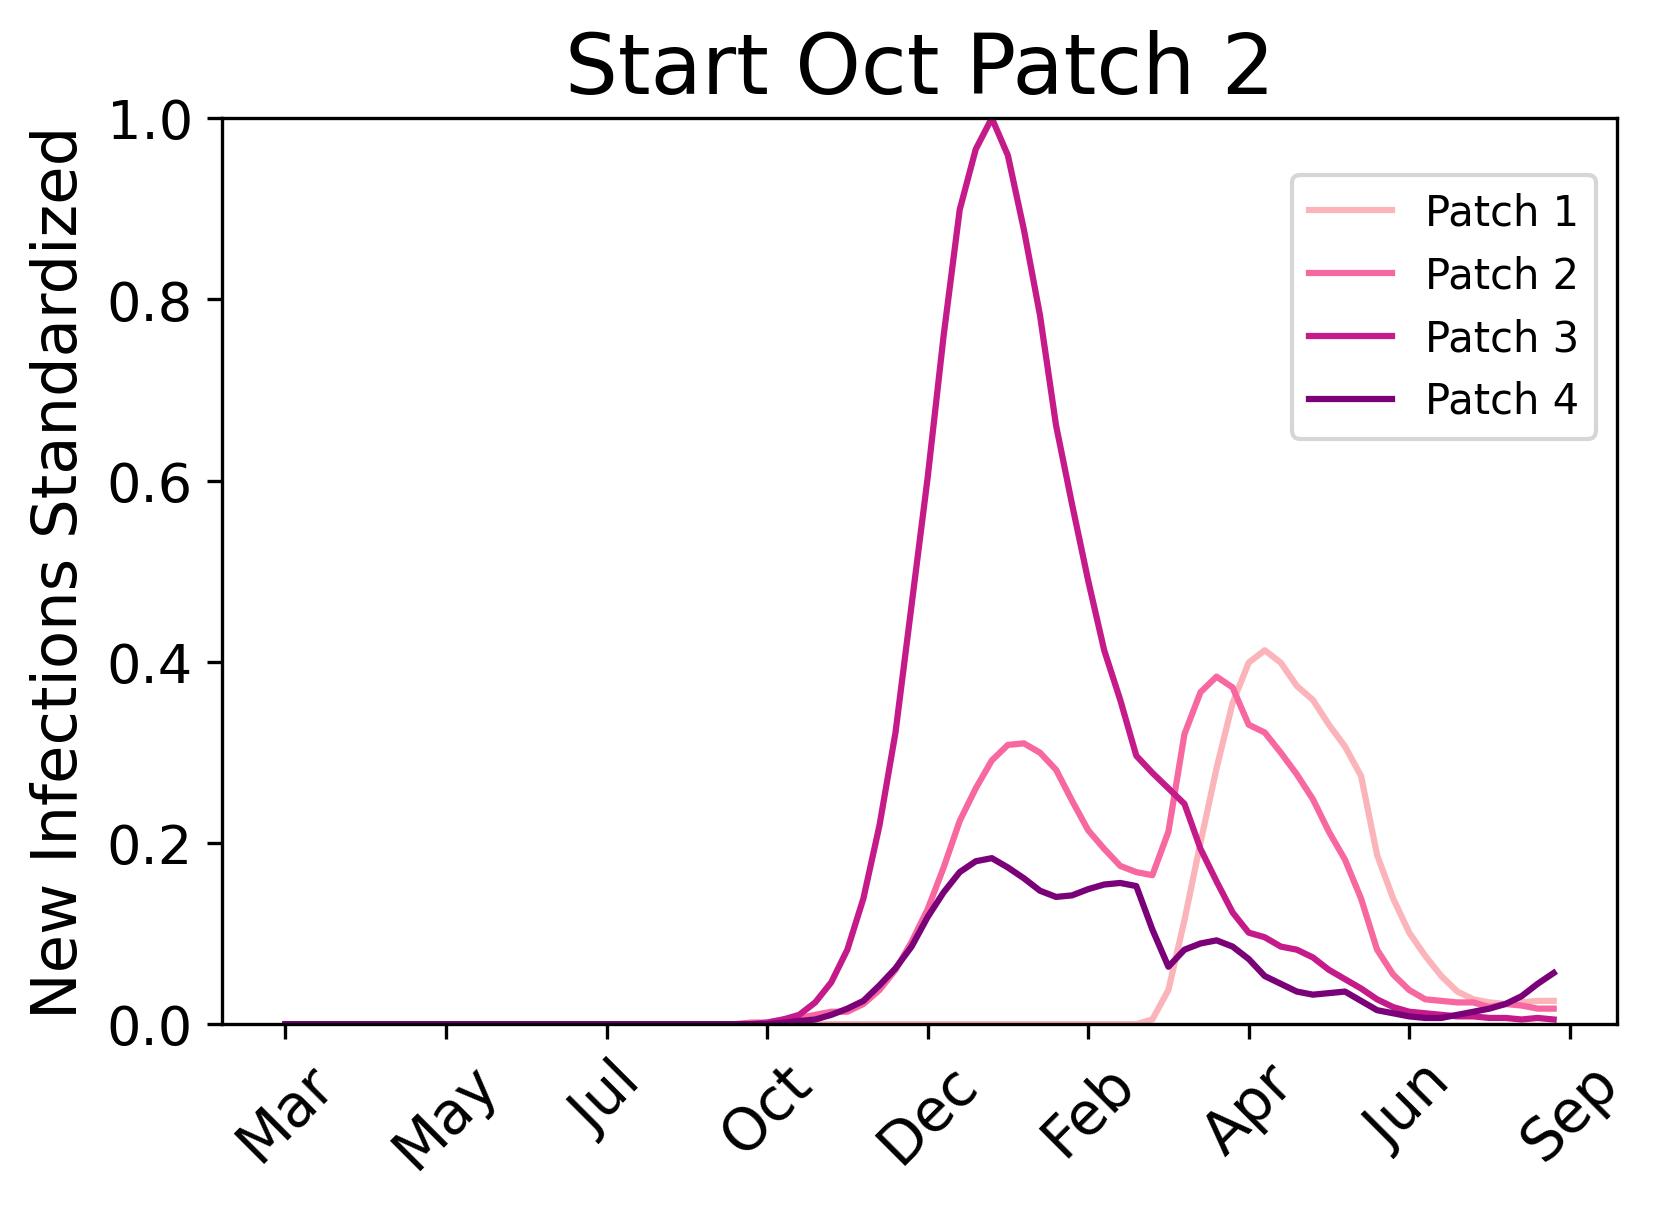 Start Oct Patch 2
New Infections Standardized
1.0
0.8
0.6
0.4
0.2
0.0
Patch 1
Patch 2
Patch 3
Patch 4
Mar May Jul Oct Dec Feb Apr Jun Sep